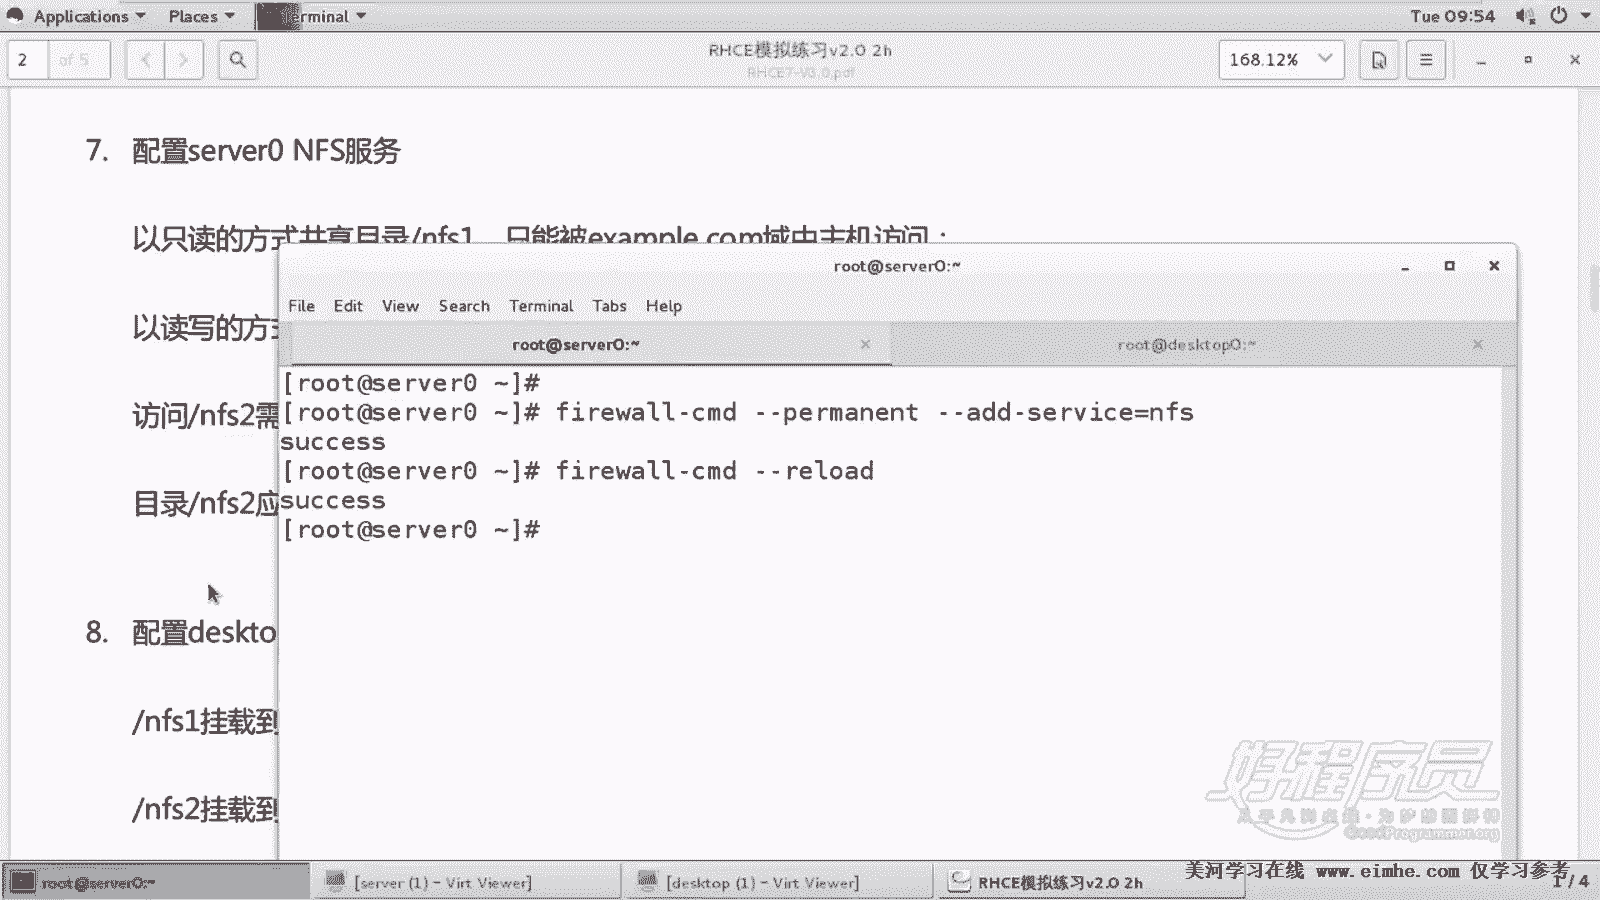 Applications Places Terminal Tue 09:54
2 of 5 RHCE模拟练习v2.0 2h 168.12%
RHCE7-V3.0.pdf
7. 配置server0 NFS服务
以只读的方式共享目录/nfs1，只能被example.com域中主机访问；
以读写的方式
访问/nfs2需
目录/nfs2应
8. 配置deskto
/nfs1挂载到
/nfs2挂载到
root@server0:~
File Edit View Search Terminal Tabs Help
root@server0:~ root@desktop0:~
[root@server0 ~]#
[root@server0 ~]# firewall-cmd --permanent --add-service=nfs
success
[root@server0 ~]# firewall-cmd --reload
success
[root@server0 ~]#
好程序员
GoodProgrammer.org
root@server0:~ [server (1) - Virt Viewer] [desktop (1) - Virt Viewer] RHCE模拟练习v2.0 2h 1 / 4
美河学习在线 www.eimhe.com 仅学习参考